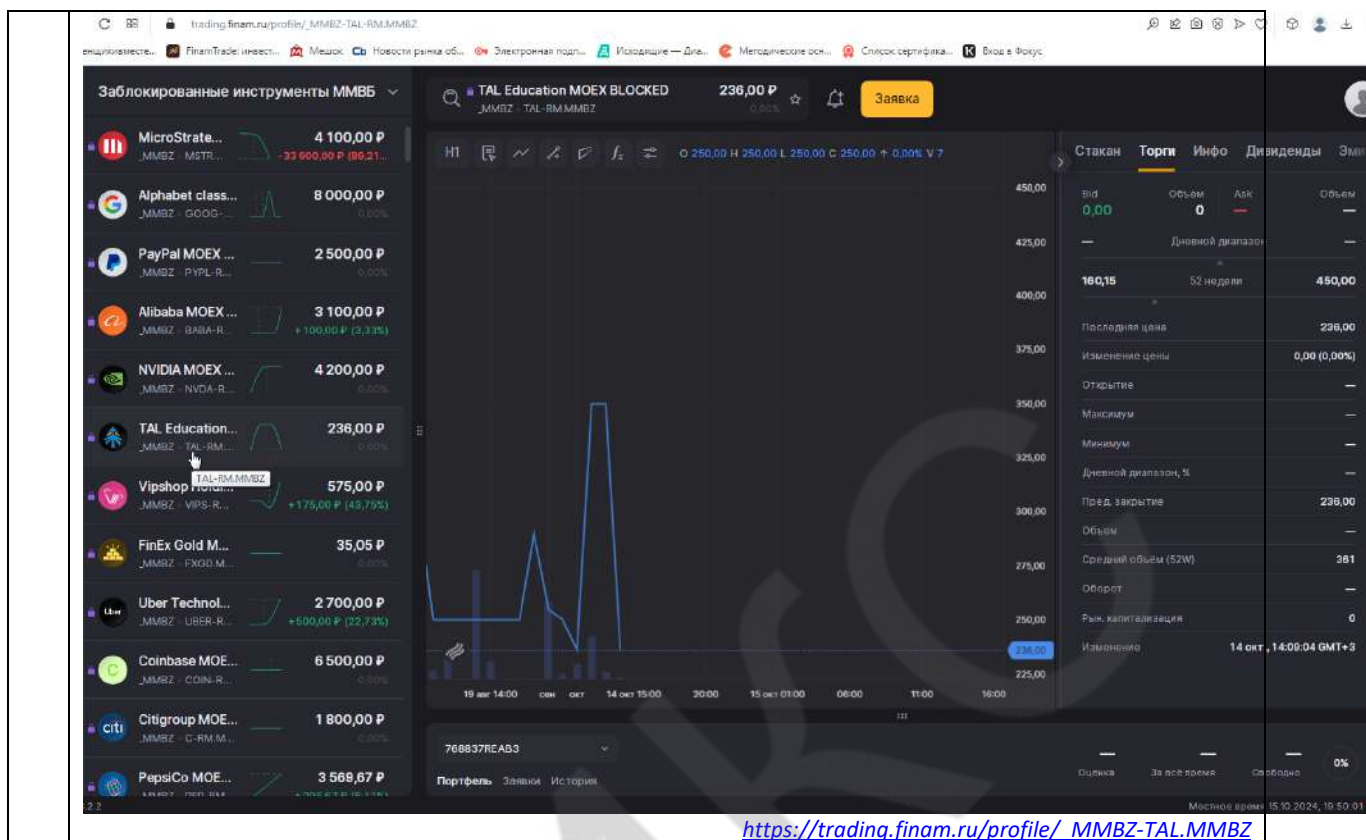 trading.finam.ru/profile/_MMBZ-TAL-RM.MMBZ
FinamTrade: инвест... Мешок Сb Новости рынка об... Электронная подп... Исходящие — Диа... Методические осн... Список сертифика... Вход в Фокус
Заблокированные инструменты ММВБ
TAL Education MOEX BLOCKED 236,00 ₽ Заявка
_MMBZ - TAL-RM.MMBZ 0,00%
MicroStrate... 4 100,00 ₽
_MMBZ - MSTR...
Alphabet class... 8 000,00 ₽
_MMBZ - GOOG-... 0,00%
PayPal MOEX ... 2 500,00 ₽
_MMBZ - PYPL-R... 0,00%
Alibaba MOEX ... 3 100,00 ₽
_MMBZ - BABA-R... +100,00 ₽ (3,33%)
NVIDIA MOEX ... 4 200,00 ₽
_MMBZ - NVDA-R... 0,00%
TAL Education... 236,00 ₽
_MMBZ - TAL-RM.... 0,00%
TAL-RM.MMBZ
Vipshop 575,00 ₽
_MMBZ - VIPS-R... +175,00 ₽ (43,75%)
FinEx Gold M... 35,05 ₽
_MMBZ - FXGD.M... 0,00%
Uber Technol... 2 700,00 ₽
Uber
_MMBZ - UBER-R... +500,00 ₽ (22,73%)
Coinbase MOE... 6 500,00 ₽
_MMBZ - COIN-R... 0,00%
Citigroup MOE... 1 800,00 ₽
citi
_MMBZ - C-RM.M... 0,00%
PepsiCo MOE... 3 569,67 ₽
H1 O 250,00 H 250,00 L 250,00 C 250,00 0,00% V 7
450,00
425,00
400,00
375,00
350,00
325,00
300,00
275,00
250,00
236,00
225,00
19 авг 14:00 сен окт 14 окт 15:00 20:00 15 окт 01:00 06:00 11:00 16:00
768837REAB3
Портфель Заявки История
Стакан Торги Инфо Дивиденды Эми
Bid Объем Ask Объем
0,00 0 — —
— Дневной диапазон —
160,15 52 недели 450,00
Последняя цена 236,00
Изменение цены 0,00 (0,00%)
Открытие —
Максимум —
Минимум —
Дневной диапазон, % —
Пред. закрытие 236,00
Объем —
Средний объём (52W) 361
Оборот —
Рын. капитализация 0
Изменение 14 окт., 14:09:04 GMT+3
— — — 0%
Оценка За всё время Свободно
Местное время 15.10.2024, 19:50:01
https://trading.finam.ru/profile/_MMBZ-TAL.MMBZ